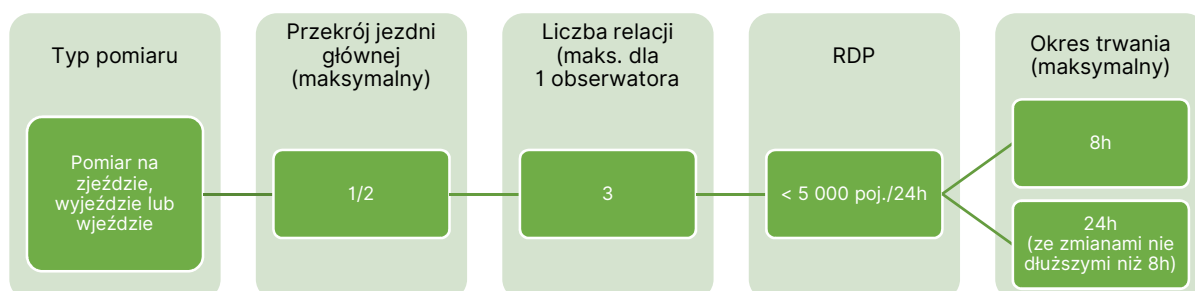 Typ pomiaru
Przekrój jezdni
głównej
(maksymalny)
Liczba relacji
(maks. dla
1 obserwatora
RDP
Okres trwania
(maksymalny)
Pomiar na
zjeździe,
wyjeździe lub
wjeździe
1/2
3
< 5 000 poj./24h
8h
24h
(ze zmianami nie
dłuższymi niż 8h)